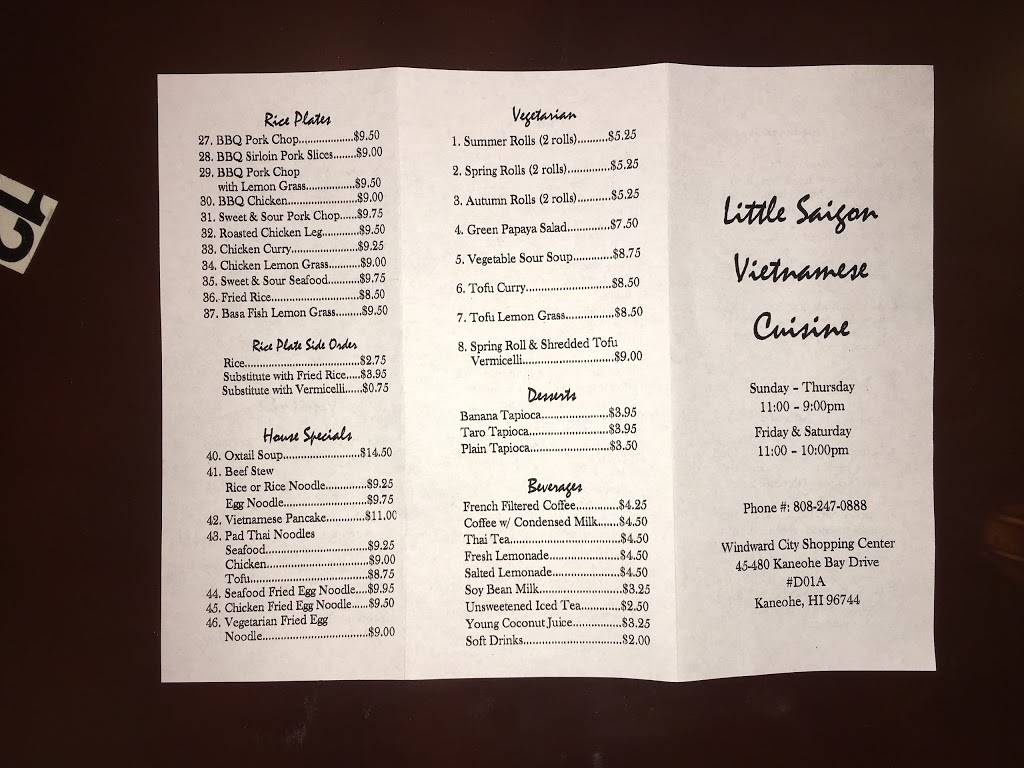 Rice Plates
27. BBQ Pork Chop..................$9.50
28. BBQ Sirloin Pork Slices.......$9.00
29. BBQ Pork Chop
with Lemon Grass................$9.50
30. BBQ Chicken......................$9.00
31. Sweet & Sour Pork Chop.....$9.75
32. Roasted Chicken Leg...........$9.50
33. Chicken Curry......................$9.25
34. Chicken Lemon Grass..........$9.00
35. Sweet & Sour Seafood..........$9.75
36. Fried Rice.............................$8.50
37. Basa Fish Lemon Grass........$9.50
Rice Plate Side Order
Rice.....................................$2.75
Substitute with Fried Rice.....$3.95
Substitute with Vermicelli......$0.75
House Specials
40. Oxtail Soup.........................$14.50
41. Beef Stew
Rice or Rice Noodle.............$9.25
Egg Noodle...........................$9.75
42. Vietnamese Pancake............$11.00
43. Pad Thai Noodles
Seafood...............................$9.25
Chicken................................$9.00
Tofu.....................................$8.75
44. Seafood Fried Egg Noodle....$9.95
45. Chicken Fried Egg Noodle.....$9.50
46. Vegetarian Fried Egg
Noodle..................................$9.00
Vegetarian
1. Summer Rolls (2 rolls)..........$5.25
2. Spring Rolls (2 rolls)..............$5.25
3. Autumn Rolls (2 rolls)...........$5.25
4. Green Papaya Salad..............$7.50
5. Vegetable Sour Soup.............$8.75
6. Tofu Curry............................$8.50
7. Tofu Lemon Grass................$8.50
8. Spring Roll & Shredded Tofu
Vermicelli.............................$9.00
Desserts
Banana Tapioca......................$3.95
Taro Tapioca..........................$3.95
Plain Tapioca..........................$3.50
Beverages
French Filtered Coffee..............$4.25
Coffee w/ Condensed Milk.......$4.50
Thai Tea....................................$4.50
Fresh Lemonade.......................$4.50
Salted Lemonade......................$4.50
Soy Bean Milk..........................$3.25
Unsweetened Iced Tea.............$2.50
Young Coconut Juice................$3.25
Soft Drinks...............................$2.00
Little Saigon
Vietnamese
Cuisine
Sunday - Thursday
11:00 - 9:00pm
Friday & Saturday
11:00 - 10:00pm
Phone #: 808-247-0888
Windward City Shopping Center
45-480 Kaneohe Bay Drive
#D01A
Kaneohe, HI 96744
12